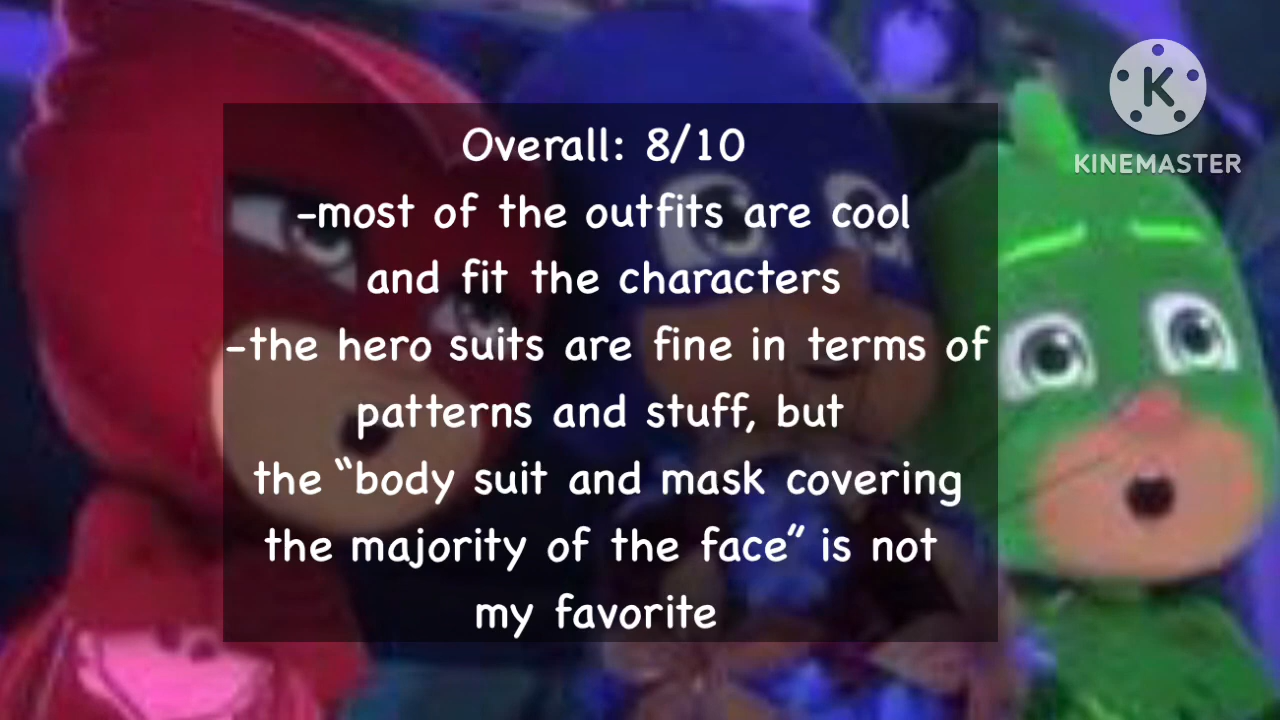 Overall: 8/10
-most of the outfits are cool
and fit the characters
-the hero suits are fine in terms of
patterns and stuff, but
the “body suit and mask covering
the majority of the face” is not
my favorite
K
KINEMASTER